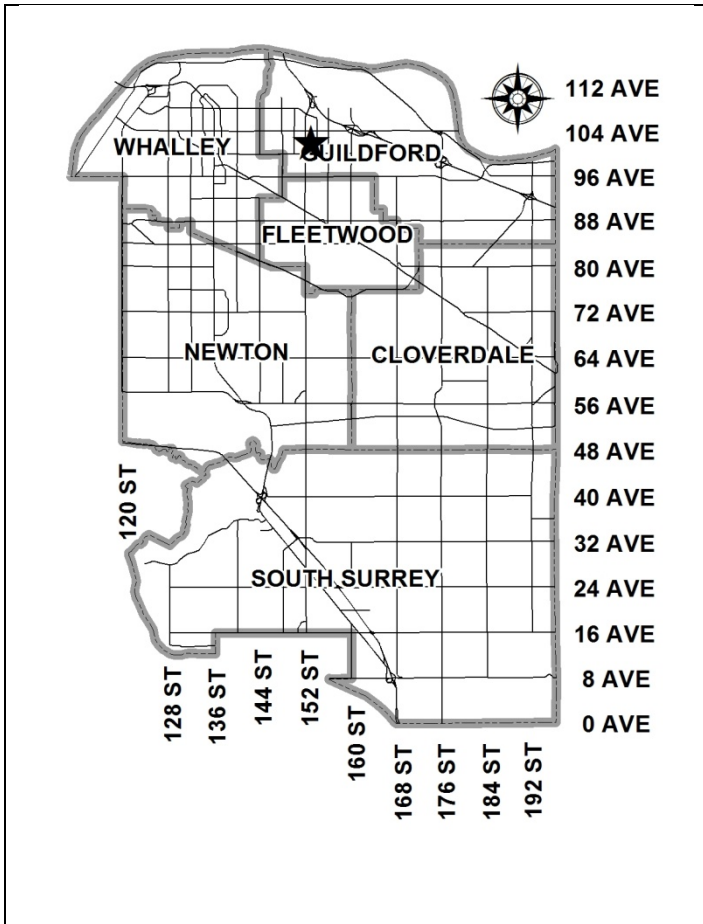 112 AVE
104 AVE
WHALLEY
GUILDFORD
96 AVE
88 AVE
FLEETWOOD
80 AVE
72 AVE
NEWTON
CLOVERDALE
64 AVE
56 AVE
48 AVE
40 AVE
120 ST
32 AVE
SOUTH SURREY
24 AVE
16 AVE
8 AVE
0 AVE
128 ST
136 ST
144 ST
152 ST
160 ST
168 ST
176 ST
184 ST
192 ST